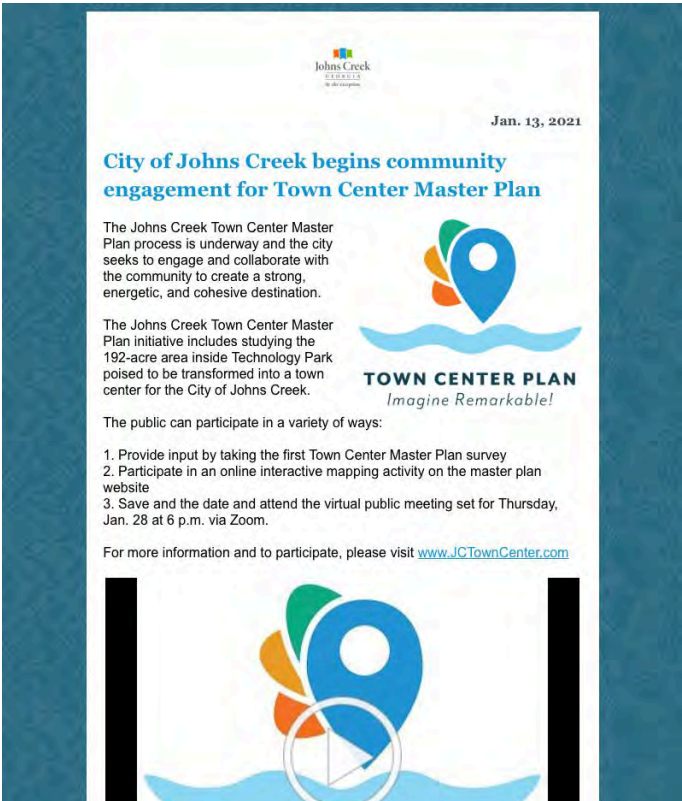 Johns Creek
GEORGIA
Jan. 13, 2021
City of Johns Creek begins community
engagement for Town Center Master Plan
The Johns Creek Town Center Master
Plan process is underway and the city
seeks to engage and collaborate with
the community to create a strong,
energetic, and cohesive destination.
The Johns Creek Town Center Master
Plan initiative includes studying the
192-acre area inside Technology Park
poised to be transformed into a town
center for the City of Johns Creek.
TOWN CENTER PLAN
Imagine Remarkable!
The public can participate in a variety of ways:
1. Provide input by taking the first Town Center Master Plan survey
2. Participate in an online interactive mapping activity on the master plan
website
3. Save and the date and attend the virtual public meeting set for Thursday,
Jan. 28 at 6 p.m. via Zoom.
For more information and to participate, please visit www.JCTownCenter.com